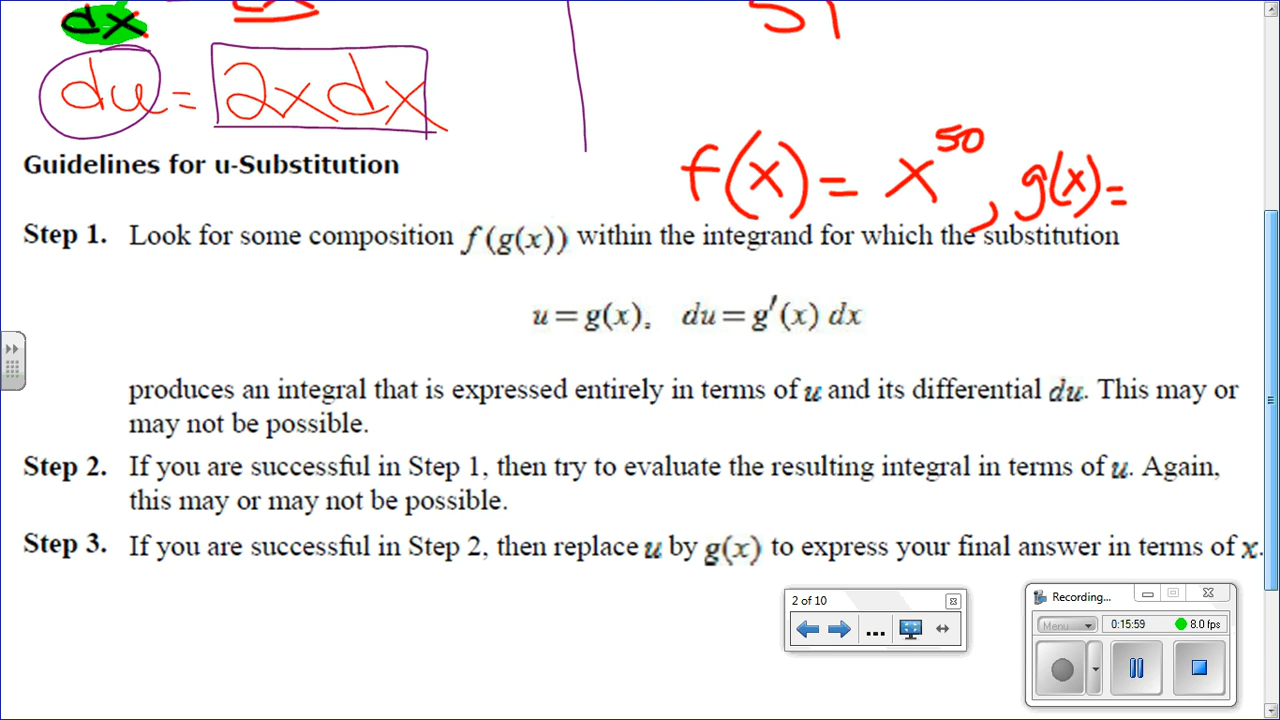 dx
du = 2xdx
Guidelines for u-Substitution
f(x) = x^50, g(x) =
Step 1. Look for some composition f(g(x)) within the integrand for which the substitution
u = g(x), du = g′(x) dx
produces an integral that is expressed entirely in terms of u and its differential du. This may or
may not be possible.
Step 2. If you are successful in Step 1, then try to evaluate the resulting integral in terms of u. Again,
this may or may not be possible.
Step 3. If you are successful in Step 2, then replace u by g(x) to express your final answer in terms of x.
2 of 10
Recording...
Menu
0:15:59
8.0 fps